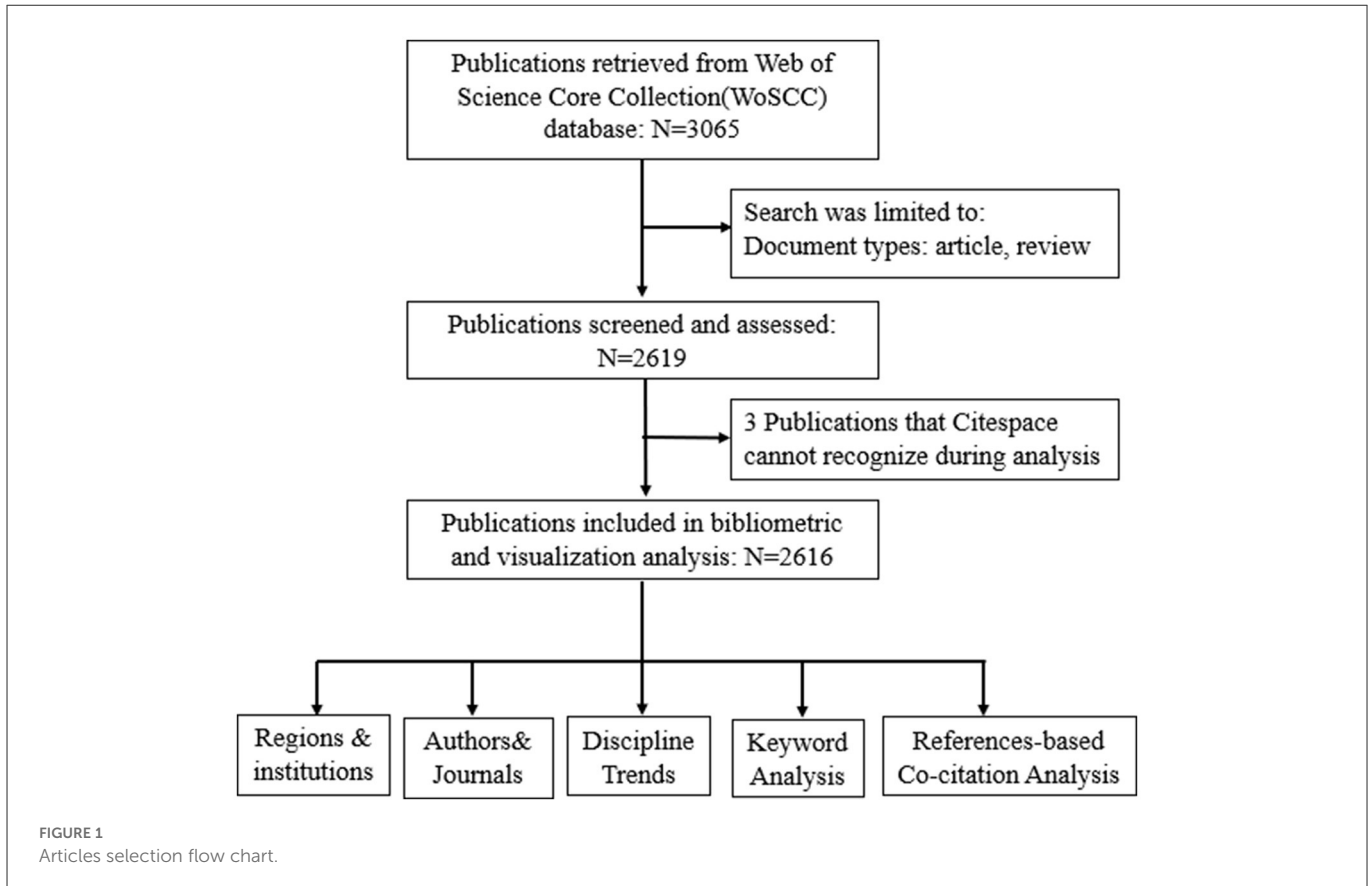 Publications retrieved from Web of
Science Core Collection(WoSCC)
database: N=3065
Search was limited to:
Document types: article, review
Publications screened and assessed:
N=2619
3 Publications that Citespace
cannot recognize during analysis
Publications included in bibliometric
and visualization analysis: N=2616
Regions &
institutions
Authors&
Journals
Discipline
Trends
Keyword
Analysis
References-based
Co-citation Analysis
FIGURE 1
Articles selection flow chart.